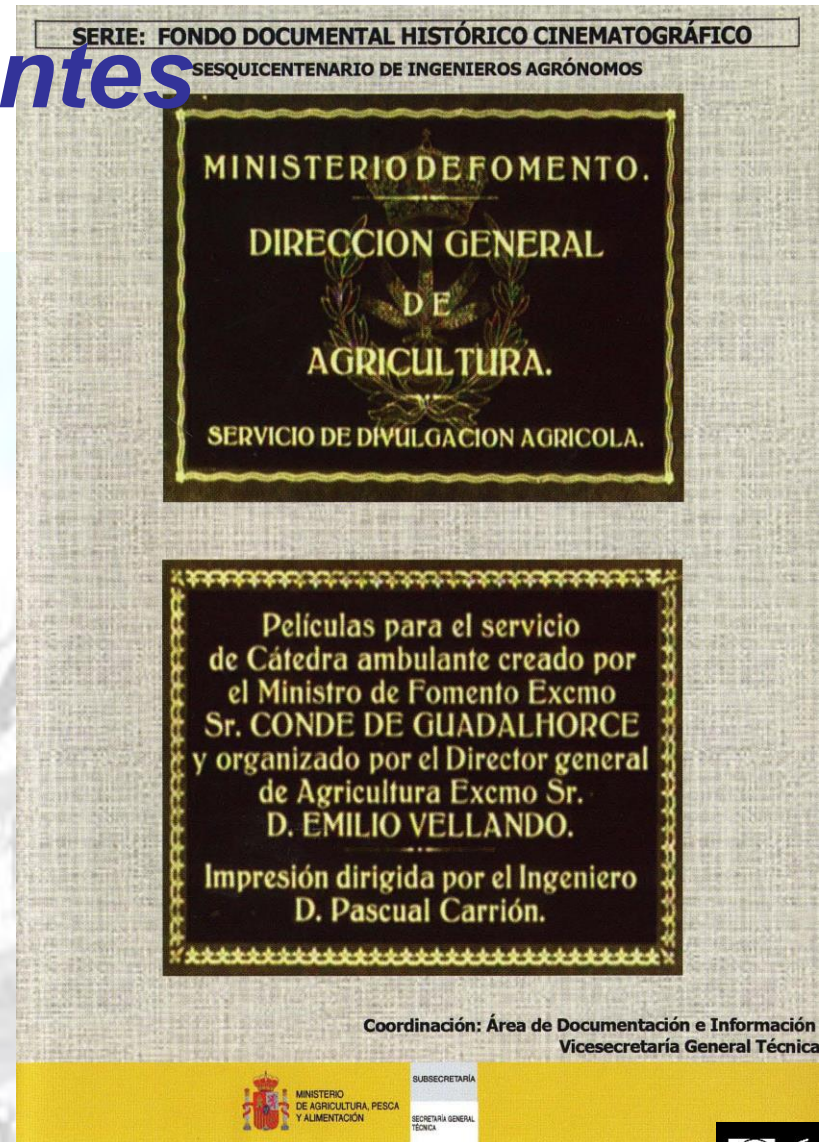 SERIE: FONDO DOCUMENTAL HISTÓRICO CINEMATOGRÁFICO
ntes
SESQUICENTENARIO DE INGENIEROS AGRÓNOMOS
MINISTERIO DE FOMENTO.
DIRECCION GENERAL
DE
AGRICULTURA.
SERVICIO DE DIVULGACION AGRICOLA.
Películas para el servicio
de Cátedra ambulante creado por
el Ministro de Fomento Excmo
Sr. CONDE DE GUADALHORCE
y organizado por el Director general
de Agricultura Excmo Sr.
D. EMILIO VELLANDO.
Impresión dirigida por el Ingeniero
D. Pascual Carrión.
Coordinación: Área de Documentación e Información
Vicesecretaría General Técnica
MINISTERIO
DE AGRICULTURA, PESCA
Y ALIMENTACIÓN
SUBSECRETARÍA
SECRETARÍA GENERAL
TÉCNICA